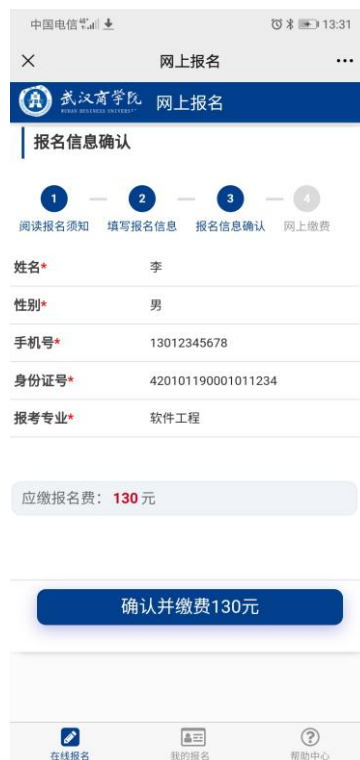 中国电信 13:31
网上报名
武汉商学院 网上报名
WUHAN BUSINESS UNIVERSITY
报名信息确认
1 2 3 4
阅读报名须知 填写报名信息 报名信息确认 网上缴费
姓名* 李
性别* 男
手机号* 13012345678
身份证号* 420101190001011234
报考专业* 软件工程
应缴报名费： 130 元
确认并缴费130元
在线报名 我的报名 帮助中心